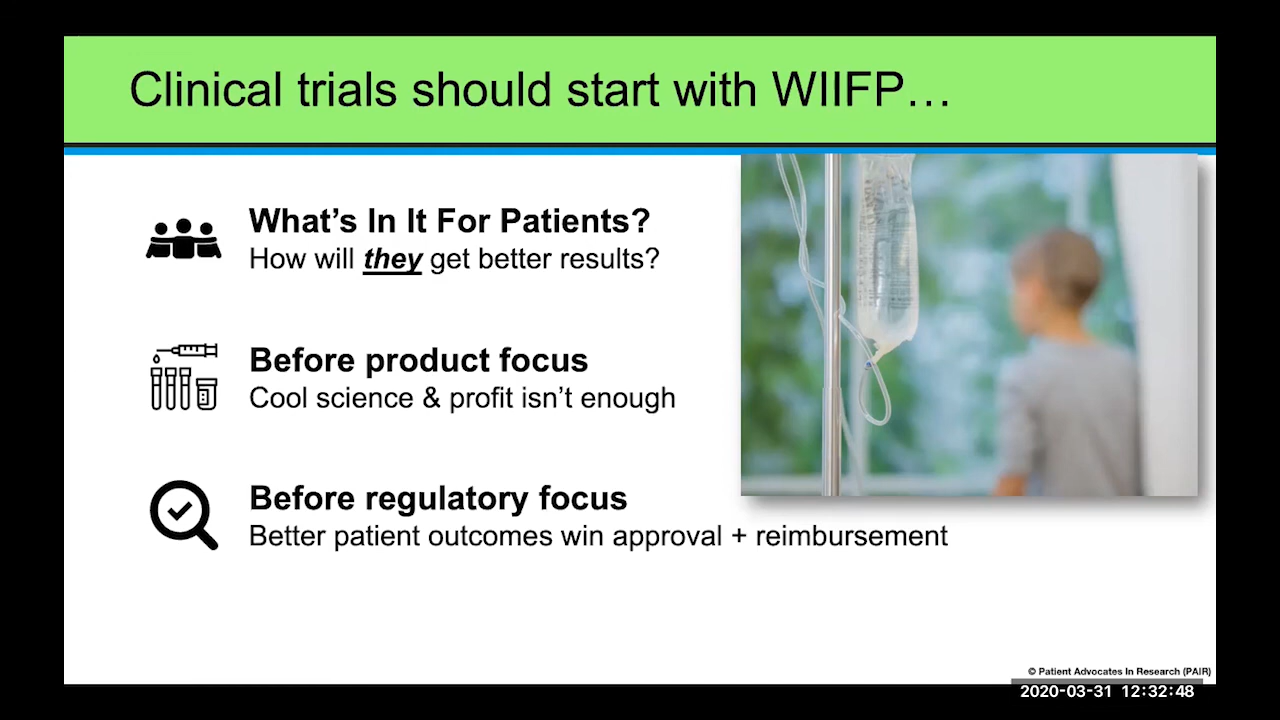 Clinical trials should start with WIIFP…
What's In It For Patients?
How will they get better results?
Before product focus
Cool science & profit isn't enough
Before regulatory focus
Better patient outcomes win approval + reimbursement
© Patient Advocates In Research (PAIR)
2020-03-31 12:32:48